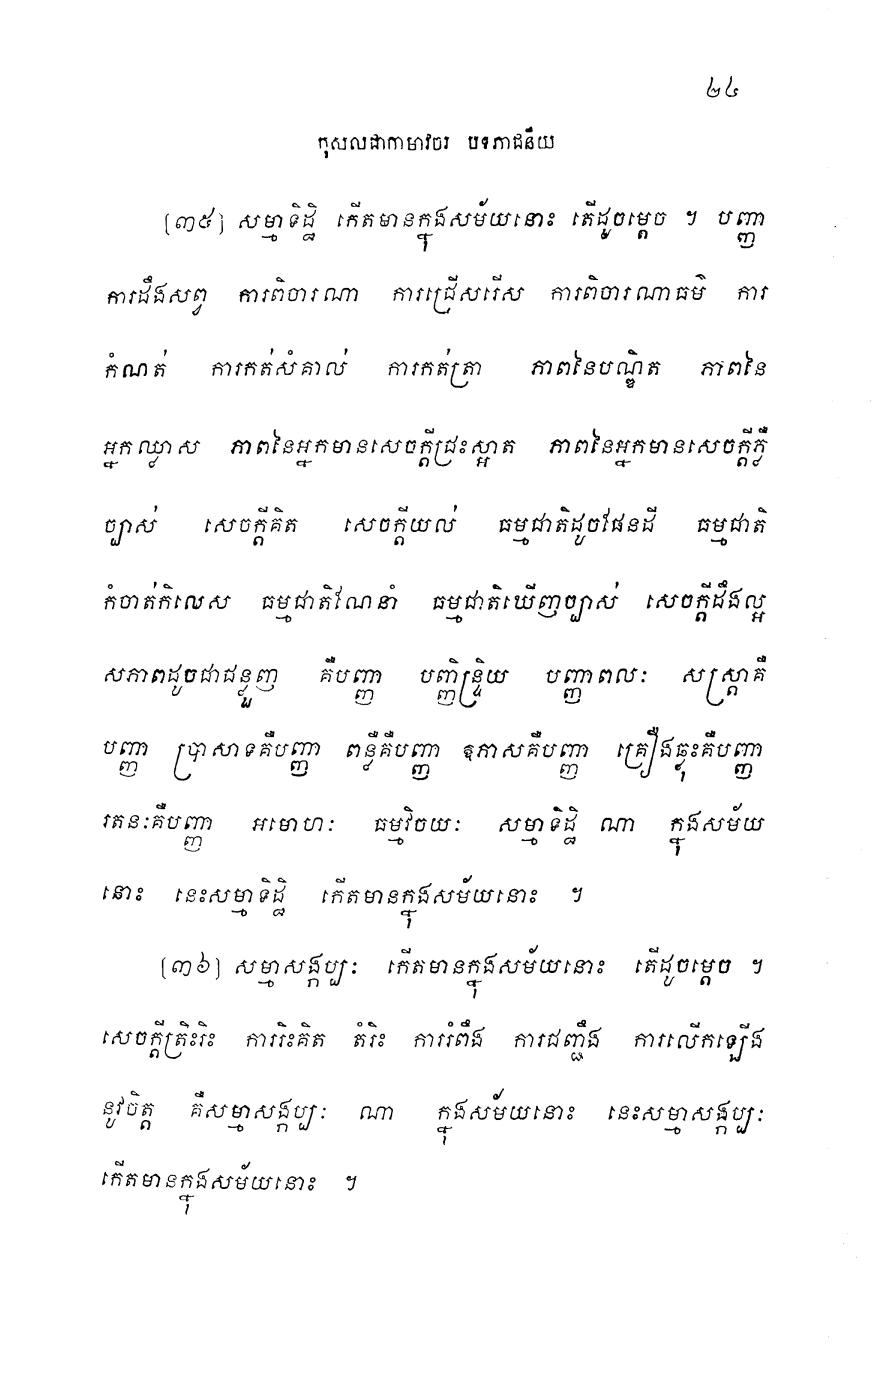 ២៤
កុសលដាកាមាវចរ បទភាជនីយ
[៣៥] សម្មាទិដ្ឋិ កើតមានក្នុងសម័យនោះ តើដូចម្ដេច ។ បញ្ញា
ការដឹងសព្វ ការពិចារណា ការជ្រើសរើស ការពិចារណាធម៌ ការ
កំណត់ ការកត់សំគាល់ ការកត់ត្រា ភាពនៃបណ្ឌិត ភាពនៃ
អ្នកឈ្លាស ភាពនៃអ្នកមានសេចក្ដីជ្រះស្អាត ភាពនៃអ្នកមានសេចក្ដីភ្លឺ
ច្បាស់ សេចក្ដីគិត សេចក្ដីយល់ ធម្មជាតិដូចផែនដី ធម្មជាតិ
កំចាត់កិលេស ធម្មជាតិណែនាំ ធម្មជាតិឃើញច្បាស់ សេចក្ដីដឹងល្អ
សភាពដូចជាជន្លួញ គឺបញ្ញា បញ្ញិន្ទ្រិយ បញ្ញាពលៈ សស្ត្រាគឺ
បញ្ញា ប្រាសាទគឺបញ្ញា ពន្លឺគឺបញ្ញា ឱភាសគឺបញ្ញា គ្រឿងធ្លុះគឺបញ្ញា
រតនៈគឺបញ្ញា អមោហៈ ធម្មវិចយៈ សម្មាទិដ្ឋិ ណា ក្នុងសម័យ
នោះ នេះសម្មាទិដ្ឋិ កើតមានក្នុងសម័យនោះ ។
[៣៦] សម្មាសង្កប្បៈ កើតមានក្នុងសម័យនោះ តើដូចម្ដេច ។
សេចក្ដីត្រិះរិះ ការរិះគិត តំរិះ ការរំពឹង ការជញ្ជឹង ការលើកឡើង
នូវចិត្ត គឺសម្មាសង្កប្បៈ ណា ក្នុងសម័យនោះ នេះសម្មាសង្កប្បៈ
កើតមានក្នុងសម័យនោះ ។